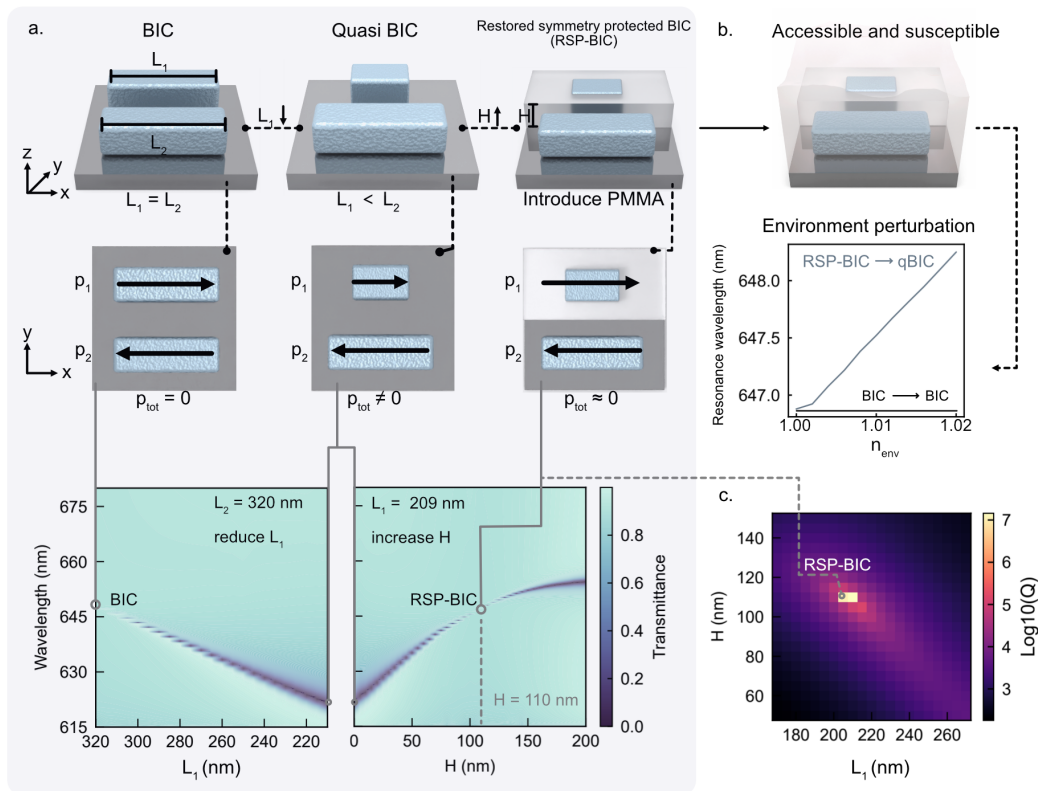 a.
BIC
Quasi BIC
Restored symmetry protected BIC
(RSP-BIC)
L1
L2
L1
H
H
z
y
x
L1 = L2
L1 < L2
Introduce PMMA
p1
p2
y
x
p1
p2
p1
p2
ptot = 0
ptot ≠ 0
ptot ≈ 0
L2 = 320 nm
reduce L1
BIC
Wavelength (nm)
675
660
645
630
615
320
300
280
260
240
220
L1 (nm)
L1 = 209 nm
increase H
RSP-BIC
H = 110 nm
0
50
100
150
200
H (nm)
0.8
0.6
0.4
0.2
0.0
Transmittance
b.
Accessible and susceptible
Environment perturbation
RSP-BIC → qBIC
BIC → BIC
Resonance wavelength (nm)
648.0
647.5
647.0
1.00
1.01
1.02
nenv
c.
RSP-BIC
H (nm)
140
120
100
80
60
180
200
220
240
260
L1 (nm)
7
6
5
4
3
Log10(Q)